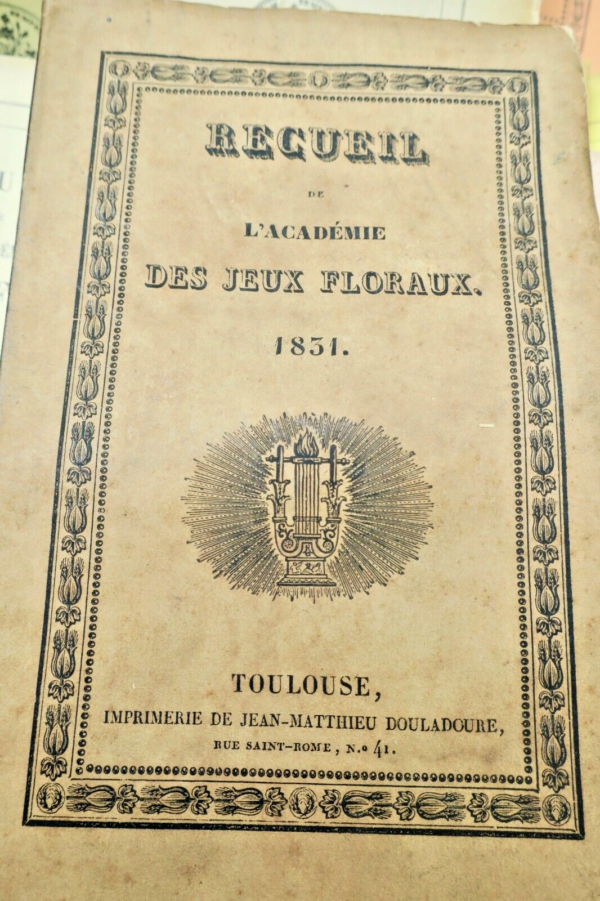 RECUEIL
DE
L'ACADÉMIE
DES JEUX FLORAUX.
1831.
TOULOUSE,
IMPRIMERIE DE JEAN-MATTHIEU DOULADOURE,
RUE SAINT-ROME, N.º 41.